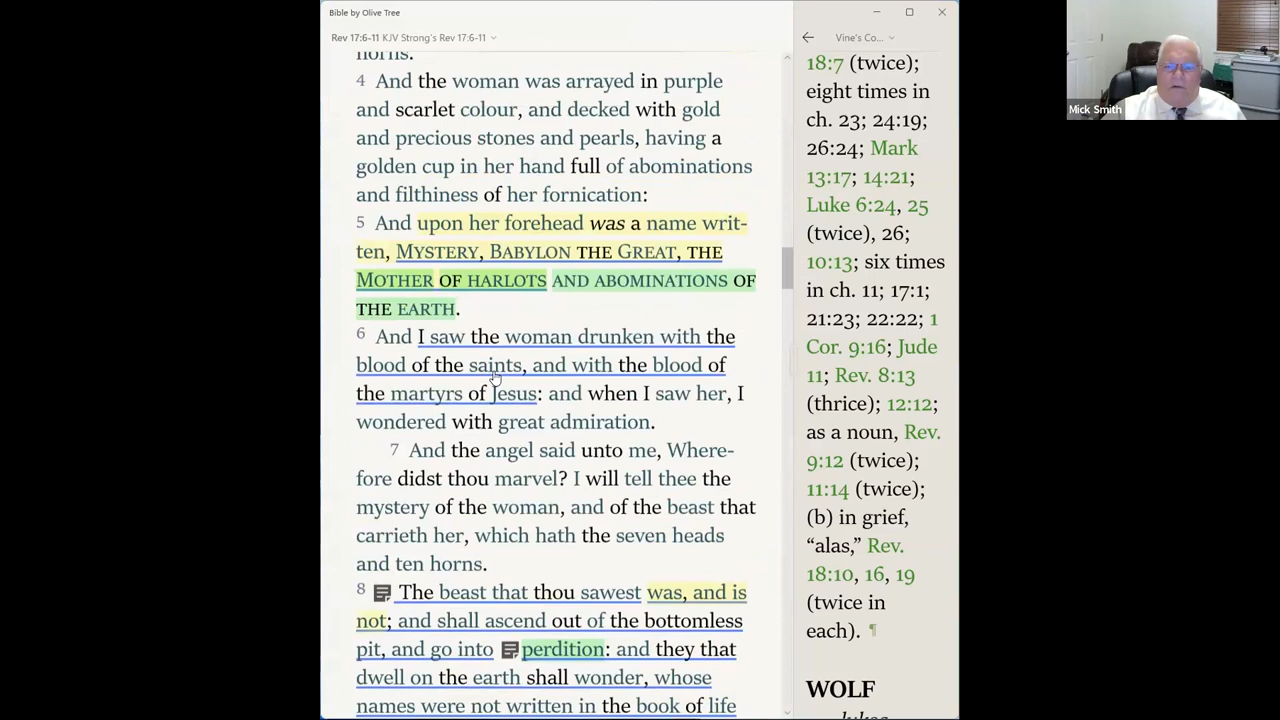 Bible by Olive Tree
Rev 17:6-11 KJV Strong's Rev 17:6-11
horns.
4 And the woman was arrayed in purple
and scarlet colour, and decked with gold
and precious stones and pearls, having a
golden cup in her hand full of abominations
and filthiness of her fornication:
5 And upon her forehead was a name writ-
ten, MYSTERY, BABYLON THE GREAT, THE
MOTHER OF HARLOTS AND ABOMINATIONS OF
THE EARTH.
6 And I saw the woman drunken with the
blood of the saints, and with the blood of
the martyrs of Jesus: and when I saw her, I
wondered with great admiration.
7 And the angel said unto me, Where-
fore didst thou marvel? I will tell thee the
mystery of the woman, and of the beast that
carrieth her, which hath the seven heads
and ten horns.
8 The beast that thou sawest was, and is
not; and shall ascend out of the bottomless
pit, and go into perdition: and they that
dwell on the earth shall wonder, whose
names were not written in the book of life
Vine's Co...
18:7 (twice);
eight times in
ch. 23; 24:19;
26:24; Mark
13:17; 14:21;
Luke 6:24, 25
(twice), 26;
10:13; six times
in ch. 11; 17:1;
21:23; 22:22; 1
Cor. 9:16; Jude
11; Rev. 8:13
(thrice); 12:12;
as a noun, Rev.
9:12 (twice);
11:14 (twice);
(b) in grief,
“alas,” Rev.
18:10, 16, 19
(twice in
each). ¶
WOLF
lukos
Mick Smith